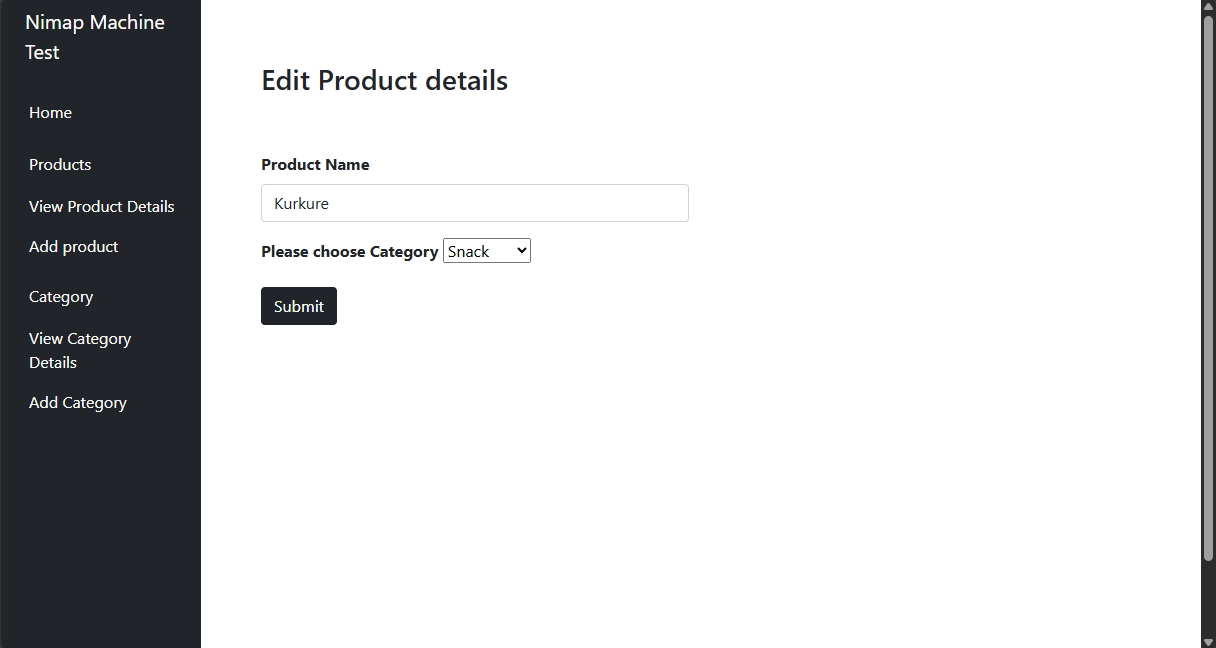 Nimap Machine
Test
Home
Products
View Product Details
Add product
Category
View Category
Details
Add Category
Edit Product details
Product Name
Kurkure
Please choose Category Snack
Submit